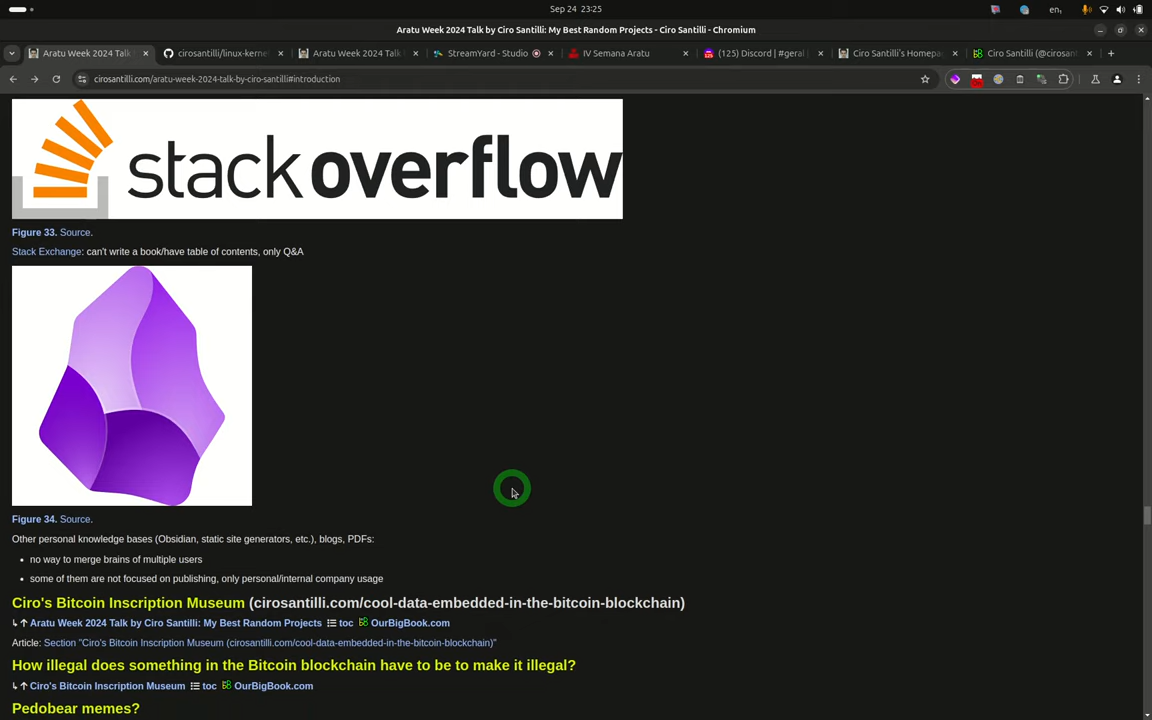 Sep 24 23:25
en₁
Aratu Week 2024 Talk by Ciro Santilli: My Best Random Projects - Ciro Santilli - Chromium
Aratu Week 2024 Talk
cirosantilli/linux-kerne
Aratu Week 2024 Talk
StreamYard - Studio
IV Semana Aratu
(125) Discord | #geral
Ciro Santilli's Homepag
Ciro Santilli (@cirosant
cirosantilli.com/aratu-week-2024-talk-by-ciro-santilli#introduction
stackoverflow
Figure 33. Source.
Stack Exchange: can't write a book/have table of contents, only Q&A
Figure 34. Source.
Other personal knowledge bases (Obsidian, static site generators, etc.), blogs, PDFs:
• no way to merge brains of multiple users
• some of them are not focused on publishing, only personal/internal company usage
Ciro's Bitcoin Inscription Museum (cirosantilli.com/cool-data-embedded-in-the-bitcoin-blockchain)
↳ ↑ Aratu Week 2024 Talk by Ciro Santilli: My Best Random Projects toc OurBigBook.com
Article: Section "Ciro's Bitcoin Inscription Museum (cirosantilli.com/cool-data-embedded-in-the-bitcoin-blockchain)"
How illegal does something in the Bitcoin blockchain have to be to make it illegal?
↳ ↑ Ciro's Bitcoin Inscription Museum toc OurBigBook.com
Pedobear memes?